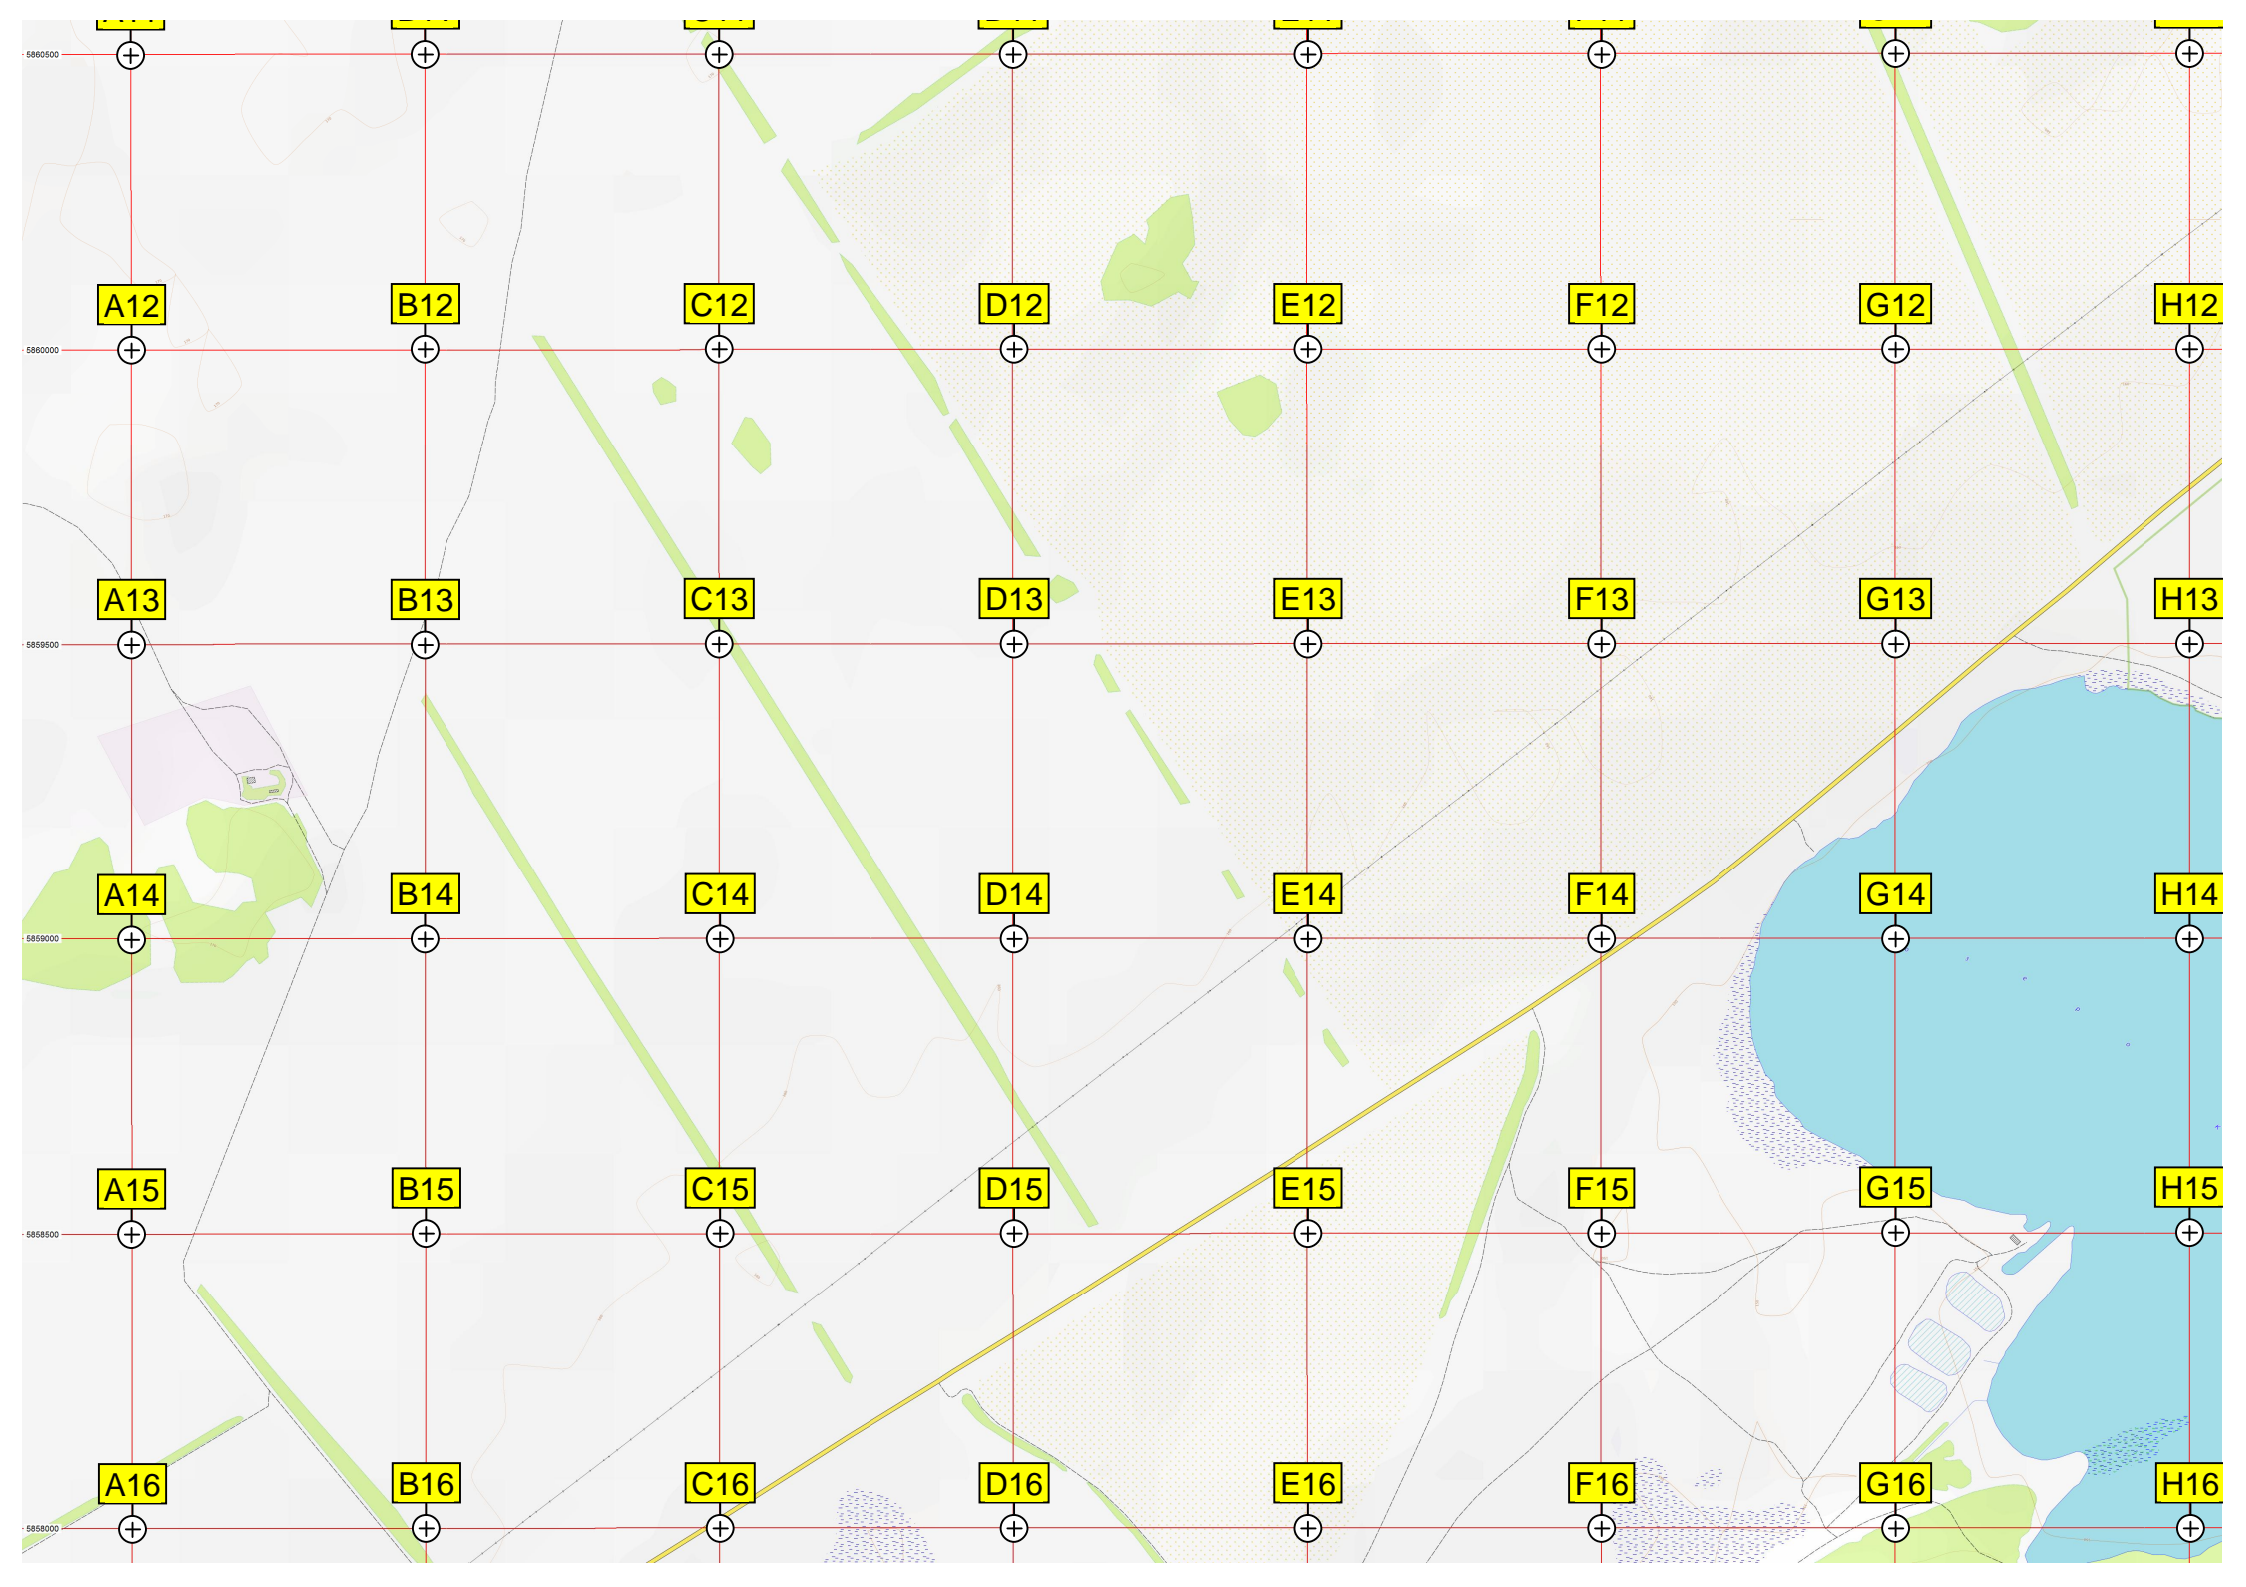 5860500
A12 B12 C12 D12 E12 F12 G12 H12
5860000
A13 B13 C13 D13 E13 F13 G13 H13
5859500
A14 B14 C14 D14 E14 F14 G14 H14
5859000
A15 B15 C15 D15 E15 F15 G15 H15
5858500
A16 B16 C16 D16 E16 F16 G16 H16
5858000